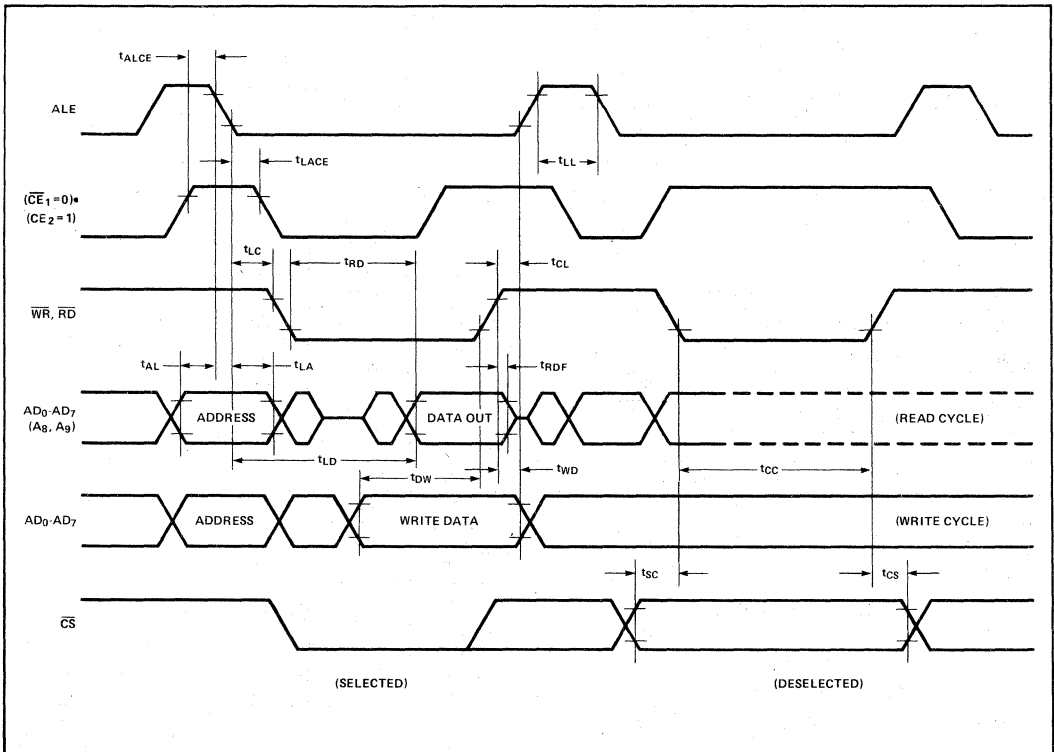 tALCE
ALE
tLACE
tLL
(CE1=0)•
(CE2=1)
tLC
tRD
tCL
WR, RD
tAL
tLA
tRDF
AD0-AD7
(A8, A9)
ADDRESS
DATA OUT
(READ CYCLE)
tLD
tDW
tWD
tCC
AD0-AD7
ADDRESS
WRITE DATA
(WRITE CYCLE)
tSC
tCS
CS
(SELECTED)
(DESELECTED)